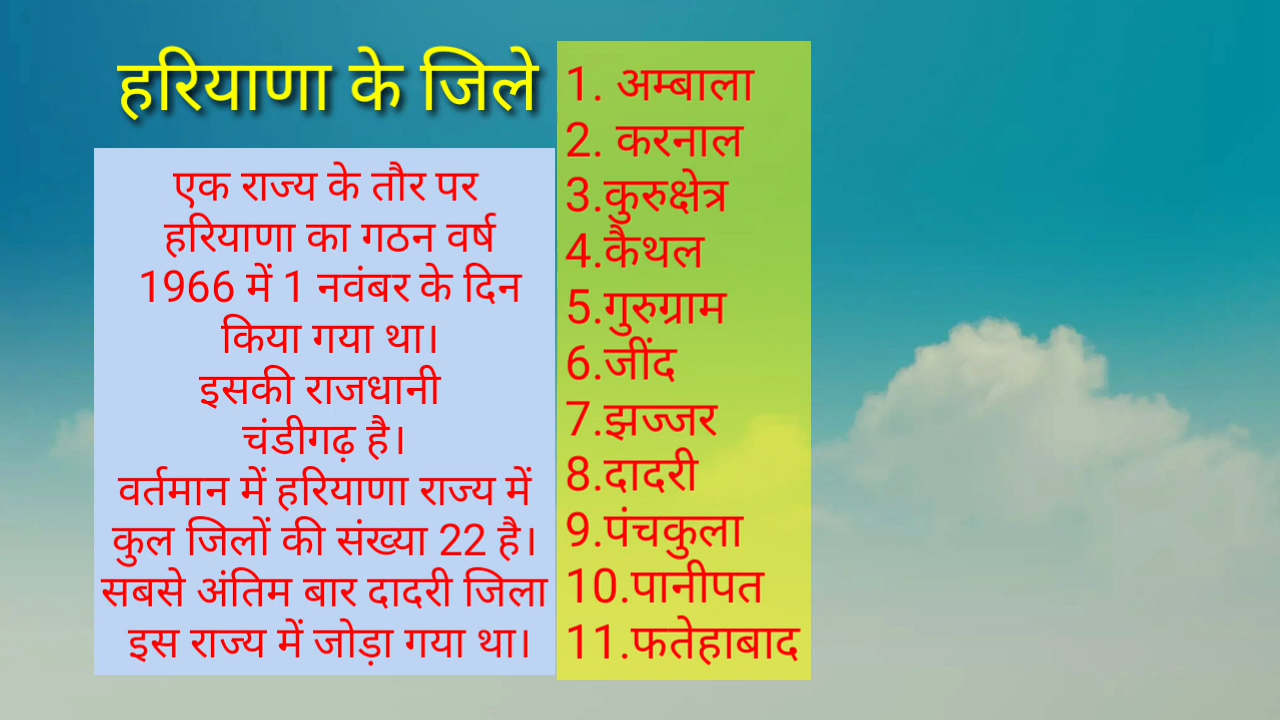 हरियाणा के जिले
एक राज्य के तौर पर
हरियाणा का गठन वर्ष
1966 में 1 नवंबर के दिन
किया गया था।
इसकी राजधानी
चंडीगढ़ है।
वर्तमान में हरियाणा राज्य में
कुल जिलों की संख्या 22 है।
सबसे अंतिम बार दादरी जिला
इस राज्य में जोड़ा गया था।
1. अम्बाला
2. करनाल
3.कुरुक्षेत्र
4.कैथल
5.गुरुग्राम
6.जींद
7.झज्जर
8.दादरी
9.पंचकुला
10.पानीपत
11.फतेहाबाद